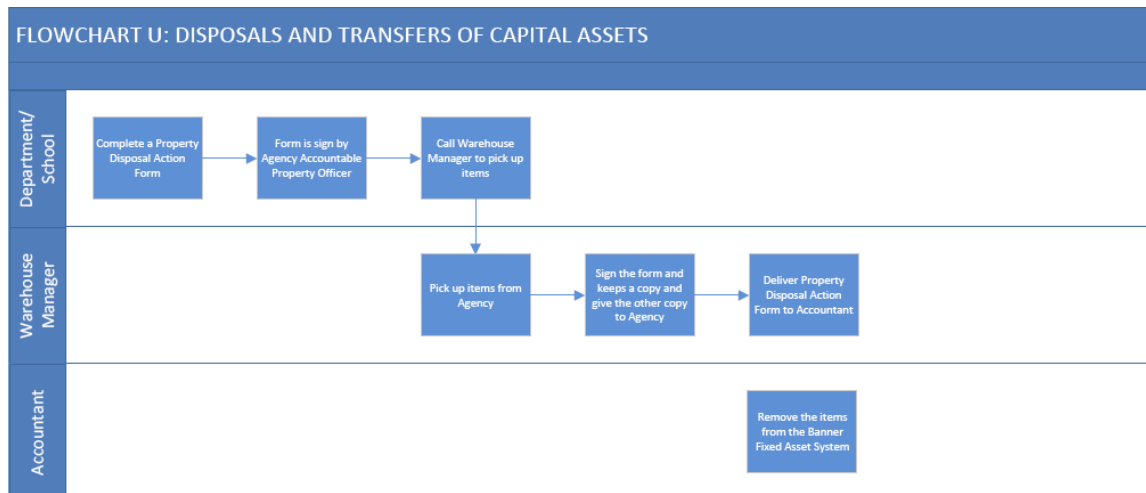 FLOWCHART U: DISPOSALS AND TRANSFERS OF CAPITAL ASSETS
Department/
School
Complete a Property
Disposal Action
Form
Form is sign by
Agency Accountable
Property Officer
Call Warehouse
Manager to pick up
items
Warehouse
Manager
Pick up items from
Agency
Sign the form and
keeps a copy and
give the other copy
to Agency
Deliver Property
Disposal Action
Form to Accountant
Accountant
Remove the items
from the Banner
Fixed Asset System